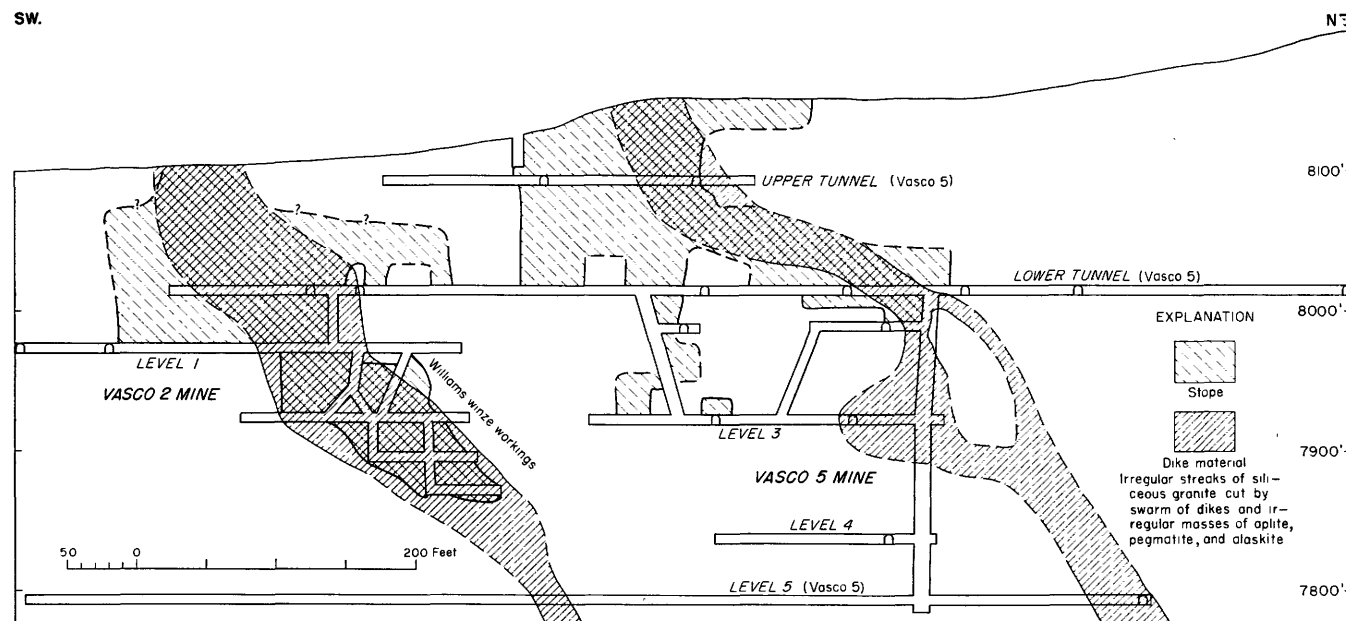 SW.
NE
8100'
UPPER TUNNEL (Vasco 5)
LOWER TUNNEL (Vasco 5)
8000'
EXPLANATION
Stope
Dike material
Irregular streaks of sili-
ceous granite cut by
swarm of dikes and ir-
regular masses of aplite,
pegmatite, and alaskite
?
?
?
LEVEL 1
VASCO 2 MINE
Williams winze workings
LEVEL 3
7900'
VASCO 5 MINE
LEVEL 4
50 0 200 Feet
LEVEL 5 (Vasco 5)
7800'